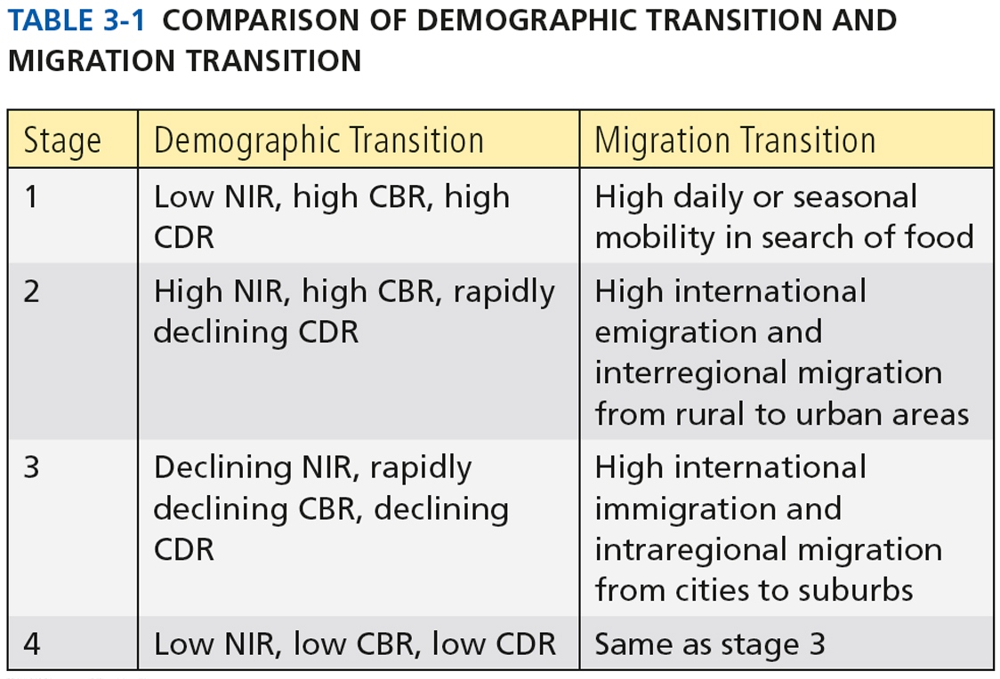 TABLE 3-1 COMPARISON OF DEMOGRAPHIC TRANSITION AND
MIGRATION TRANSITION
Stage Demographic Transition Migration Transition
1 Low NIR, high CBR, high
CDR
High daily or seasonal
mobility in search of food
2 High NIR, high CBR, rapidly
declining CDR
High international
emigration and
interregional migration
from rural to urban areas
3 Declining NIR, rapidly
declining CBR, declining
CDR
High international
immigration and
intraregional migration
from cities to suburbs
4 Low NIR, low CBR, low CDR
Same as stage 3